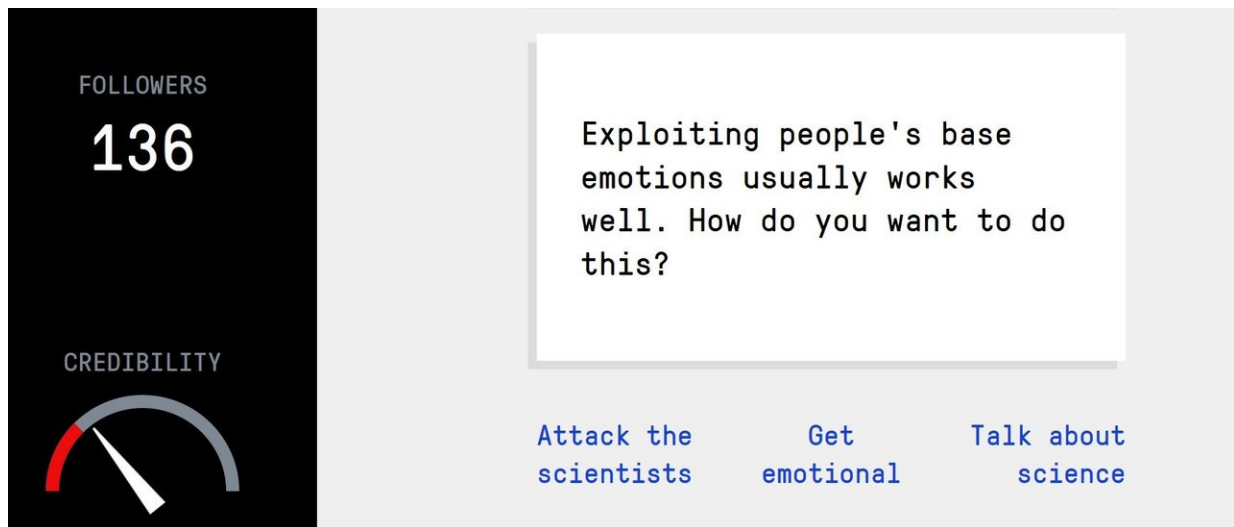 FOLLOWERS
136
CREDIBILITY
Exploiting people's base
emotions usually works
well. How do you want to do
this?
Attack the
scientists
Get
emotional
Talk about
science